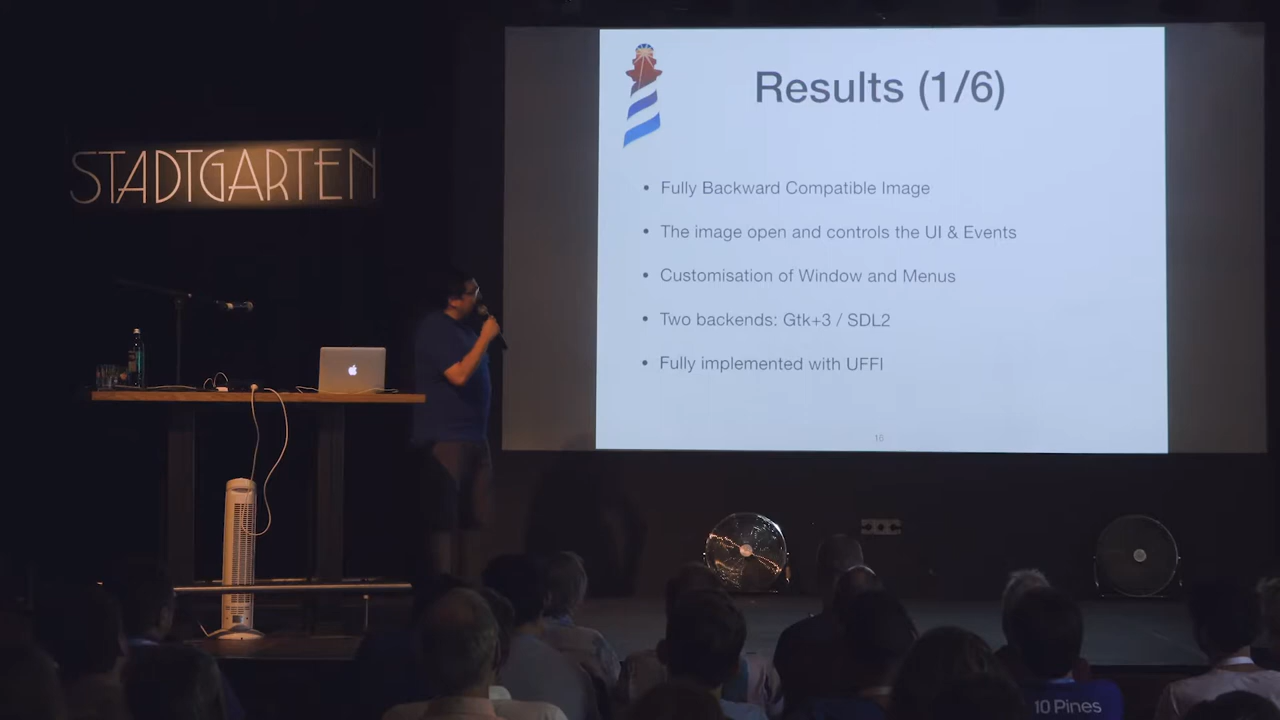 STADTGARTEN
Results (1/6)
• Fully Backward Compatible Image
• The image open and controls the UI & Events
• Customisation of Window and Menus
• Two backends: Gtk+3 / SDL2
• Fully implemented with UFFI
16
10 Pines